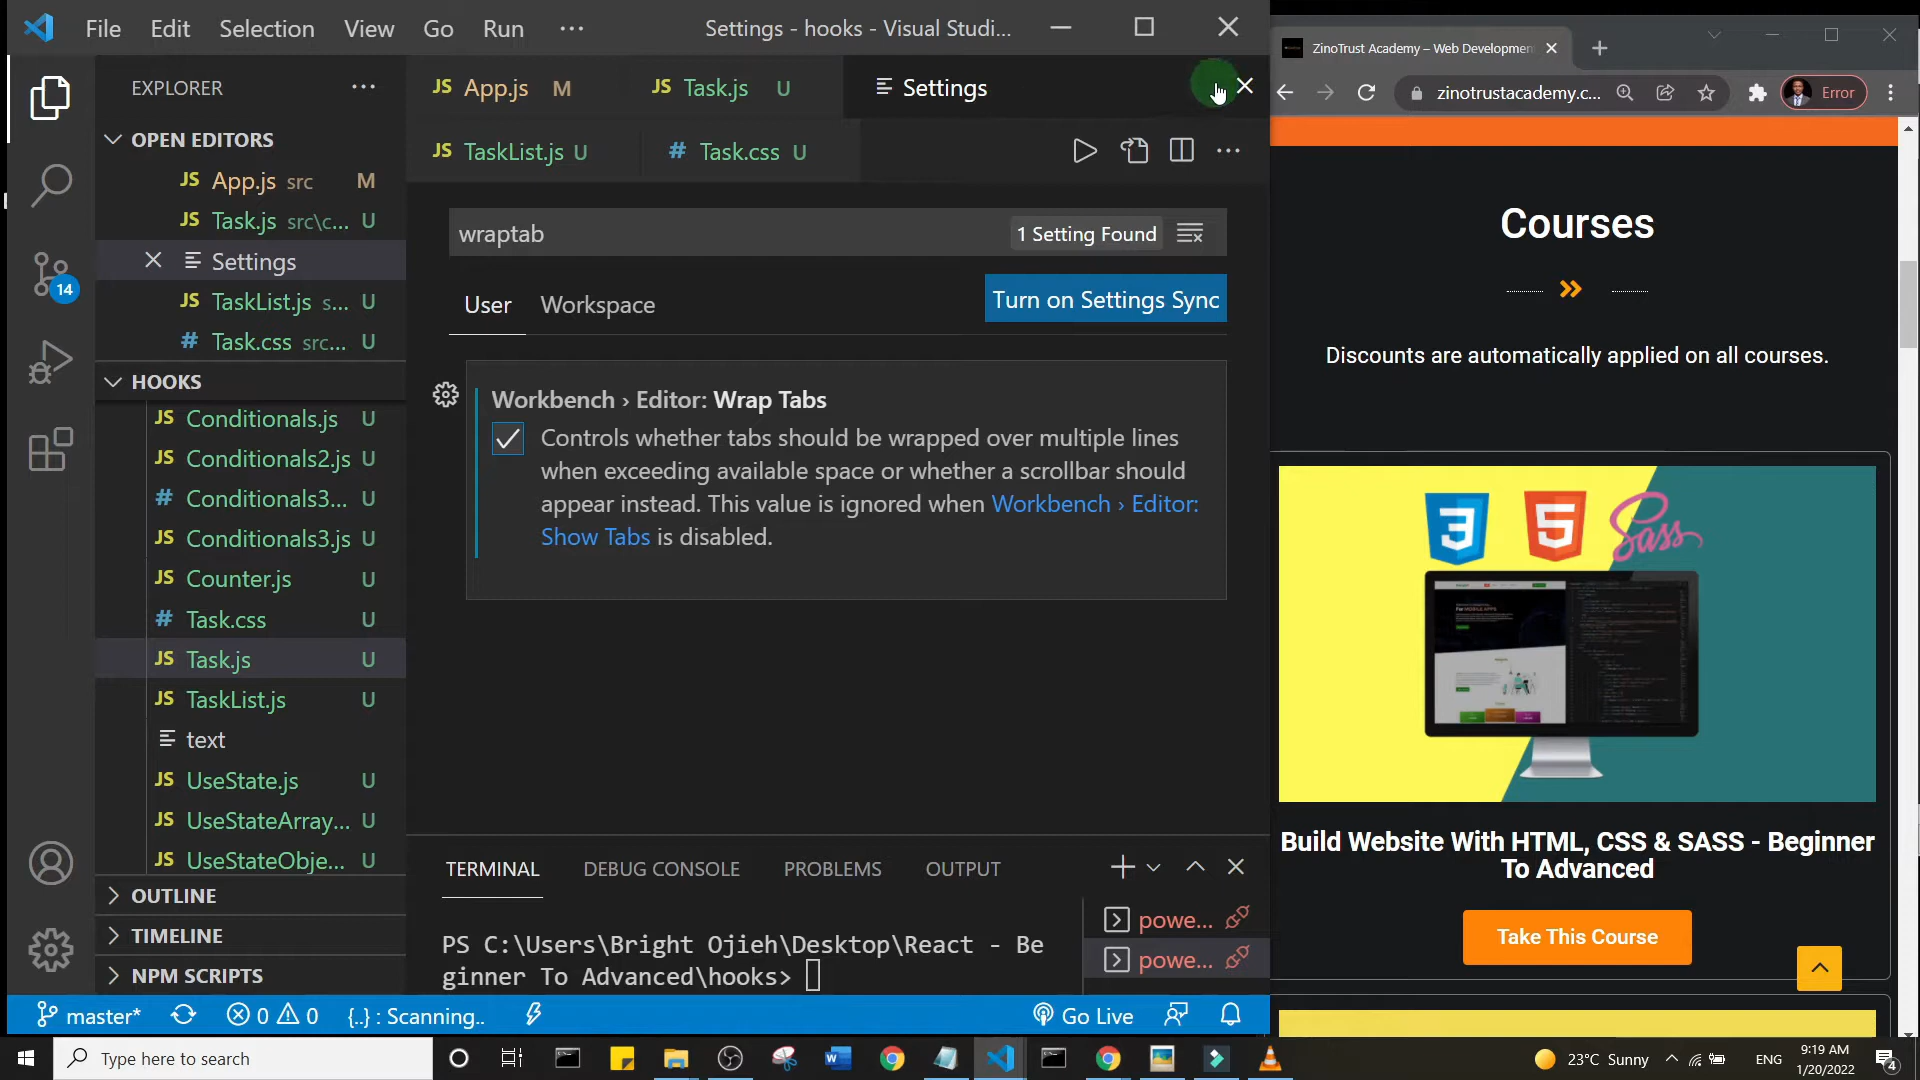 File Edit Selection View Go Run ...
Settings - hooks - Visual Studi...
EXPLORER
OPEN EDITORS
JS App.js src M
JS Task.js src\c... U
Settings
JS TaskList.js s... U
# Task.css src... U
HOOKS
JS Conditionals.js U
JS Conditionals2.js U
# Conditionals3... U
JS Conditionals3.js U
JS Counter.js U
# Task.css U
JS Task.js U
JS TaskList.js U
text
JS UseState.js U
JS UseStateArray... U
JS UseStateObje... U
OUTLINE
TIMELINE
NPM SCRIPTS
14
JS App.js M
JS Task.js U
Settings
JS TaskList.js U
# Task.css U
wraptab
1 Setting Found
User Workspace
Turn on Settings Sync
Workbench › Editor: Wrap Tabs
Controls whether tabs should be wrapped over multiple lines
when exceeding available space or whether a scrollbar should
appear instead. This value is ignored when Workbench › Editor:
Show Tabs is disabled.
TERMINAL DEBUG CONSOLE PROBLEMS OUTPUT
PS C:\Users\Bright Ojieh\Desktop\React - Be
ginner To Advanced\hooks>
powe...
powe...
master* 0 0 {..} : Scanning..
Go Live
ZinoTrust Academy – Web Developmen
zinotrustacademy.c...
Error
Courses
Discounts are automatically applied on all courses.
3 5 Sass
Build Website With HTML, CSS & SASS - Beginner
To Advanced
Take This Course
Type here to search
23°C Sunny
ENG
9:19 AM
1/20/2022
4